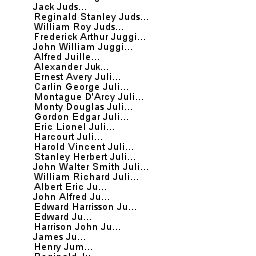 Jack Juds...
Reginald Stanley Juds...
William Roy Juds...
Frederick Arthur Juggi...
John William Juggi...
Alfred Juille...
Alexander Juk...
Ernest Avery Juli...
Carlin George Juli...
Montague D'Arcy Juli...
Monty Douglas Juli...
Gordon Edgar Juli...
Eric Lionel Juli...
Harcourt Juli...
Harold Vincent Juli...
Stanley Herbert Juli...
John Walter Smith Juli...
William Richard Juli...
Albert Eric Ju...
John Alfred Ju...
Edward Harrisson Ju...
Edward Ju...
Harrison John Ju...
James Ju...
Henry Jum...
Reginald Ju...